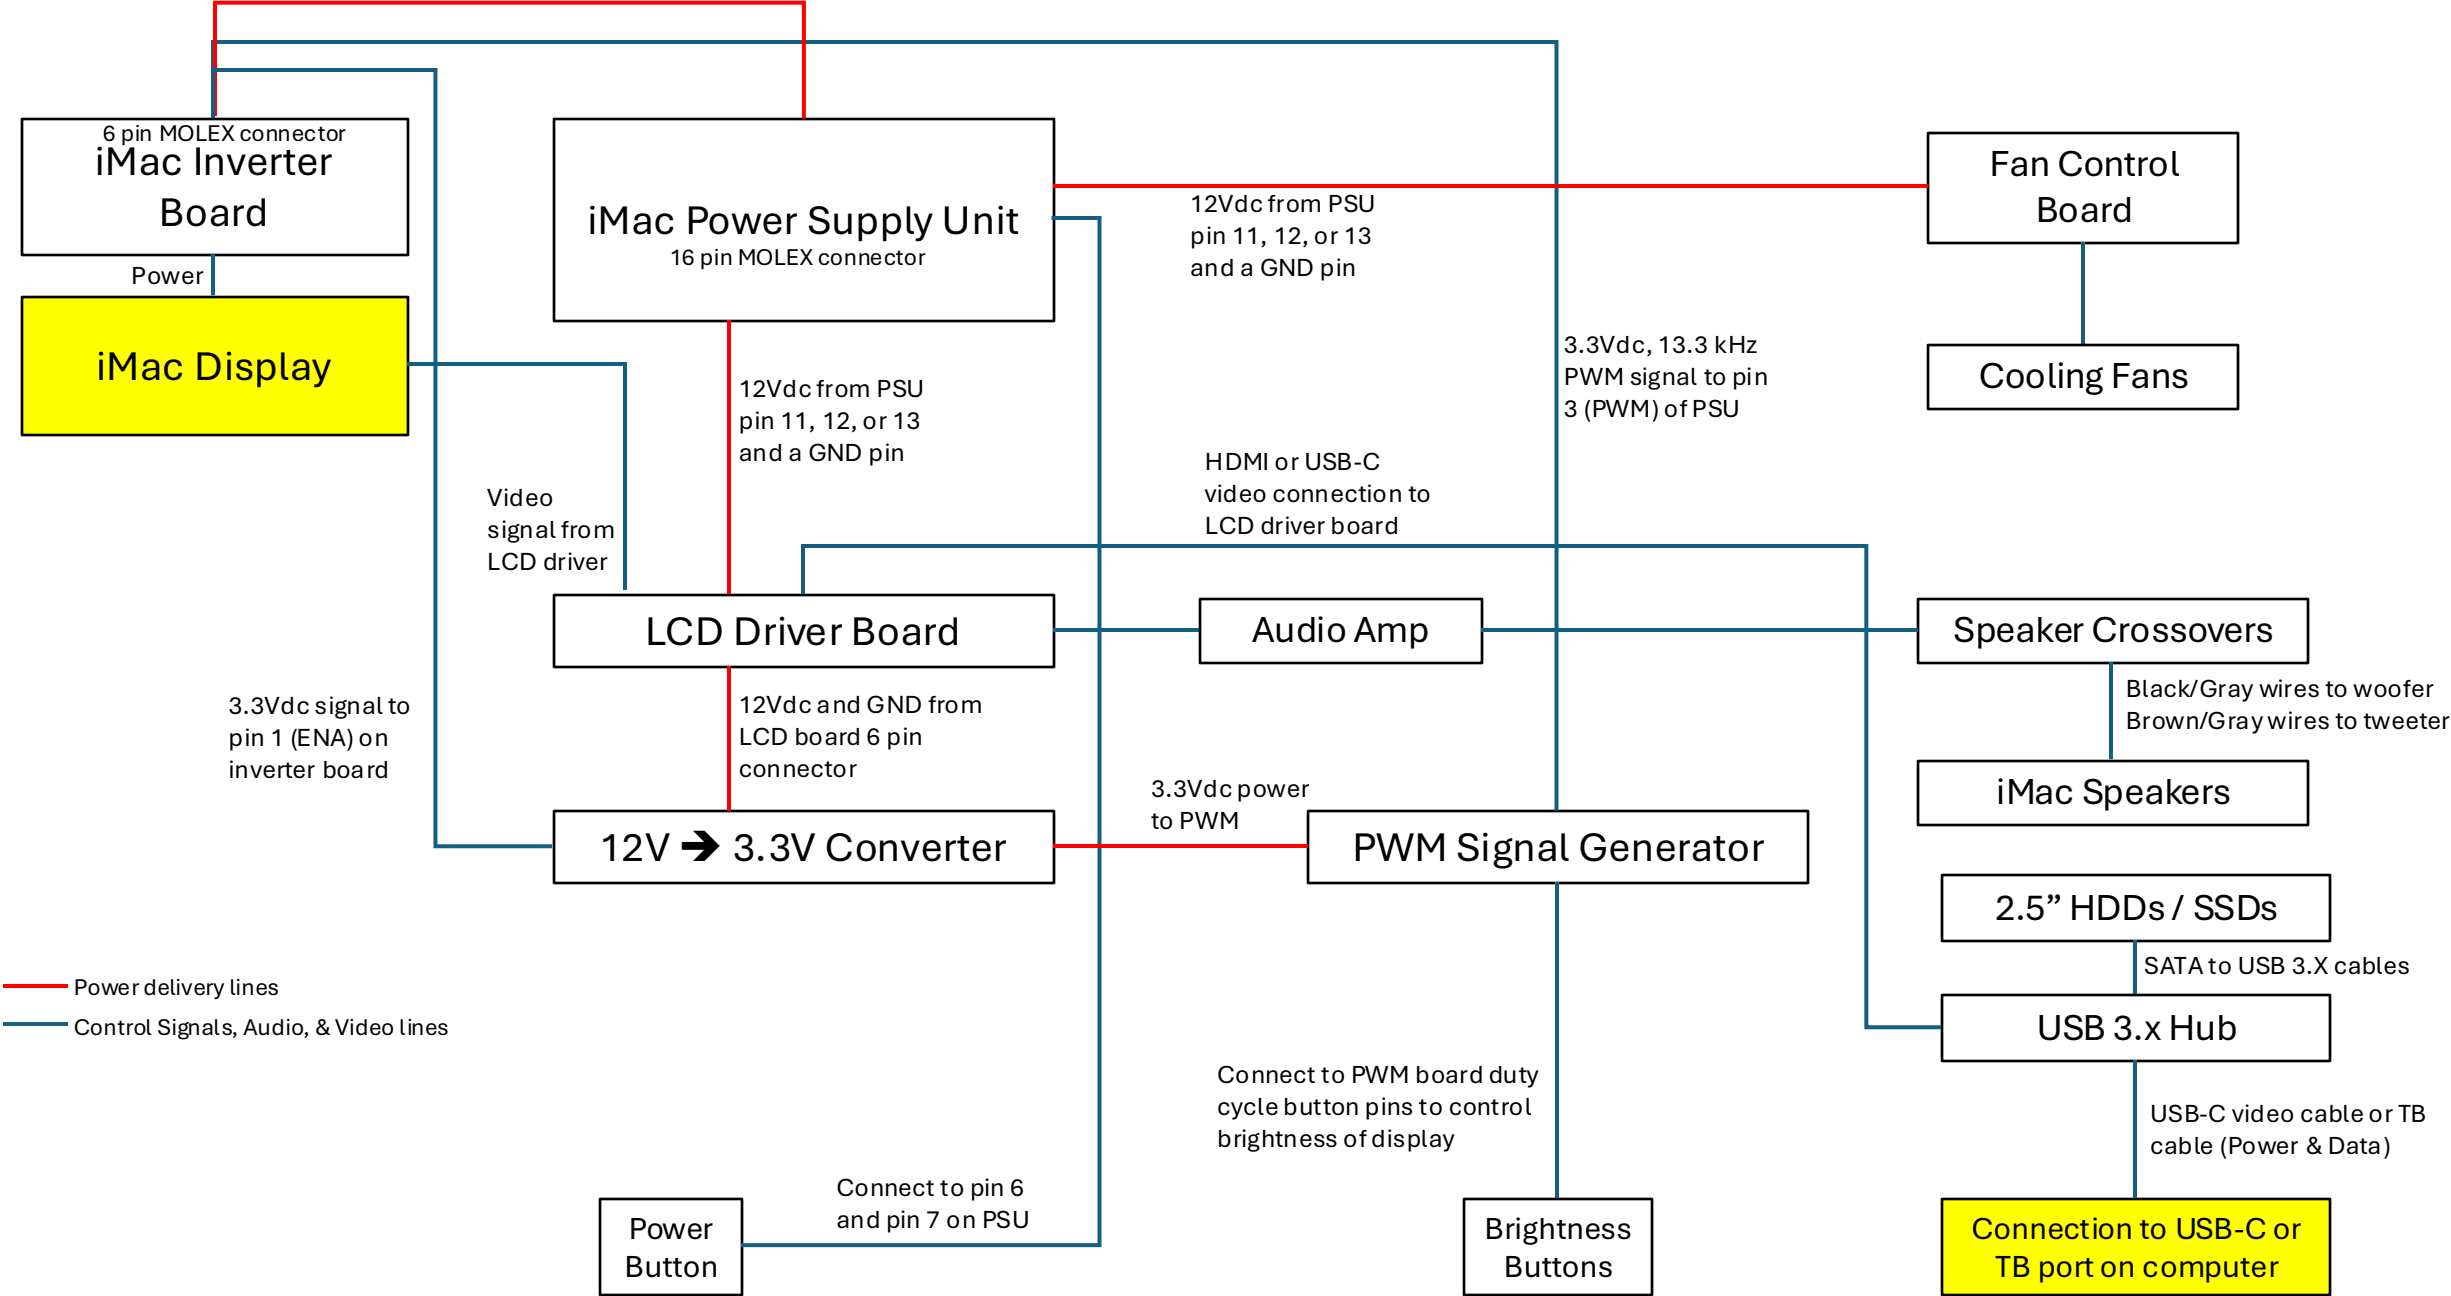 6 pin MOLEX connector
iMac Inverter
Board
Power
iMac Display
iMac Power Supply Unit
16 pin MOLEX connector
12Vdc from PSU
pin 11, 12, or 13
and a GND pin
Fan Control
Board
Cooling Fans
3.3Vdc, 13.3 kHz
PWM signal to pin
3 (PWM) of PSU
12Vdc from PSU
pin 11, 12, or 13
and a GND pin
Video
signal from
LCD driver
HDMI or USB-C
video connection to
LCD driver board
LCD Driver Board
Audio Amp
Speaker Crossovers
Black/Gray wires to woofer
Brown/Gray wires to tweeter
iMac Speakers
3.3Vdc signal to
pin 1 (ENA) on
inverter board
12Vdc and GND from
LCD board 6 pin
connector
3.3Vdc power
to PWM
12V ➔ 3.3V Converter
PWM Signal Generator
2.5” HDDs / SSDs
SATA to USB 3.X cables
USB 3.x Hub
USB-C video cable or TB
cable (Power & Data)
Power delivery lines
Control Signals, Audio, & Video lines
Connect to PWM board duty
cycle button pins to control
brightness of display
Connect to pin 6
and pin 7 on PSU
Power
Button
Brightness
Buttons
Connection to USB-C or
TB port on computer